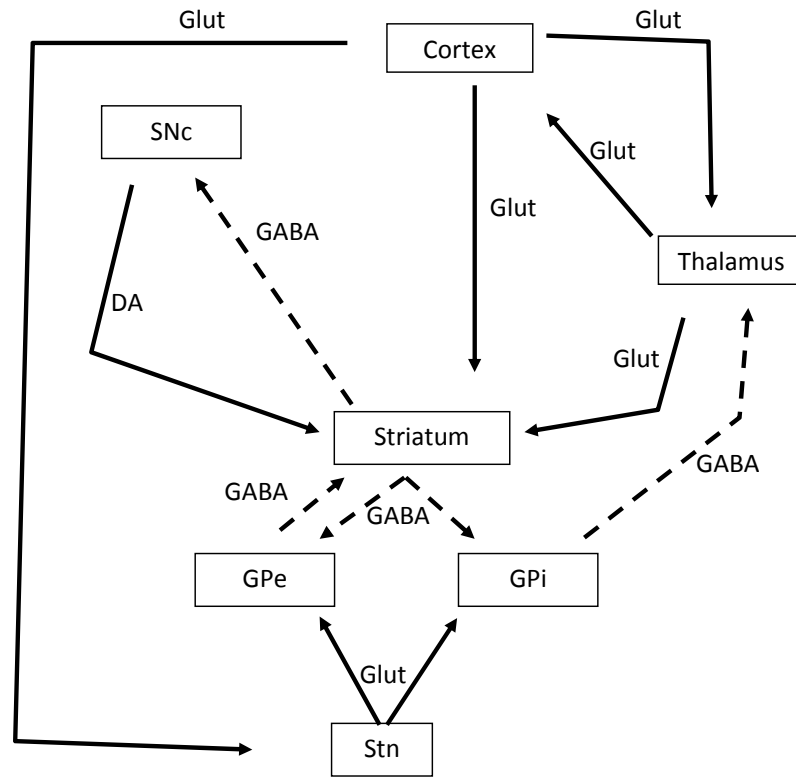 Glut
Glut
Cortex
SNc
Glut
Glut
GABA
Thalamus
DA
Glut
Striatum
GABA
GABA
GABA
GPe
GPi
Glut
Stn